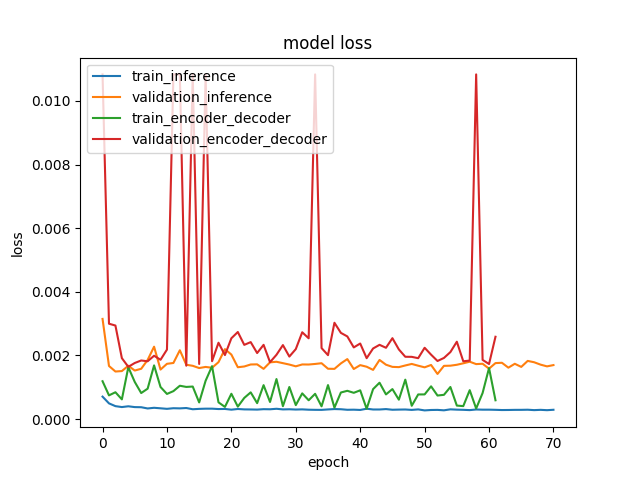 model loss
train_inference
validation_inference
train_encoder_decoder
validation_encoder_decoder
0.010
0.008
0.006
0.004
0.002
0.000
loss
0 10 20 30 40 50 60 70
epoch